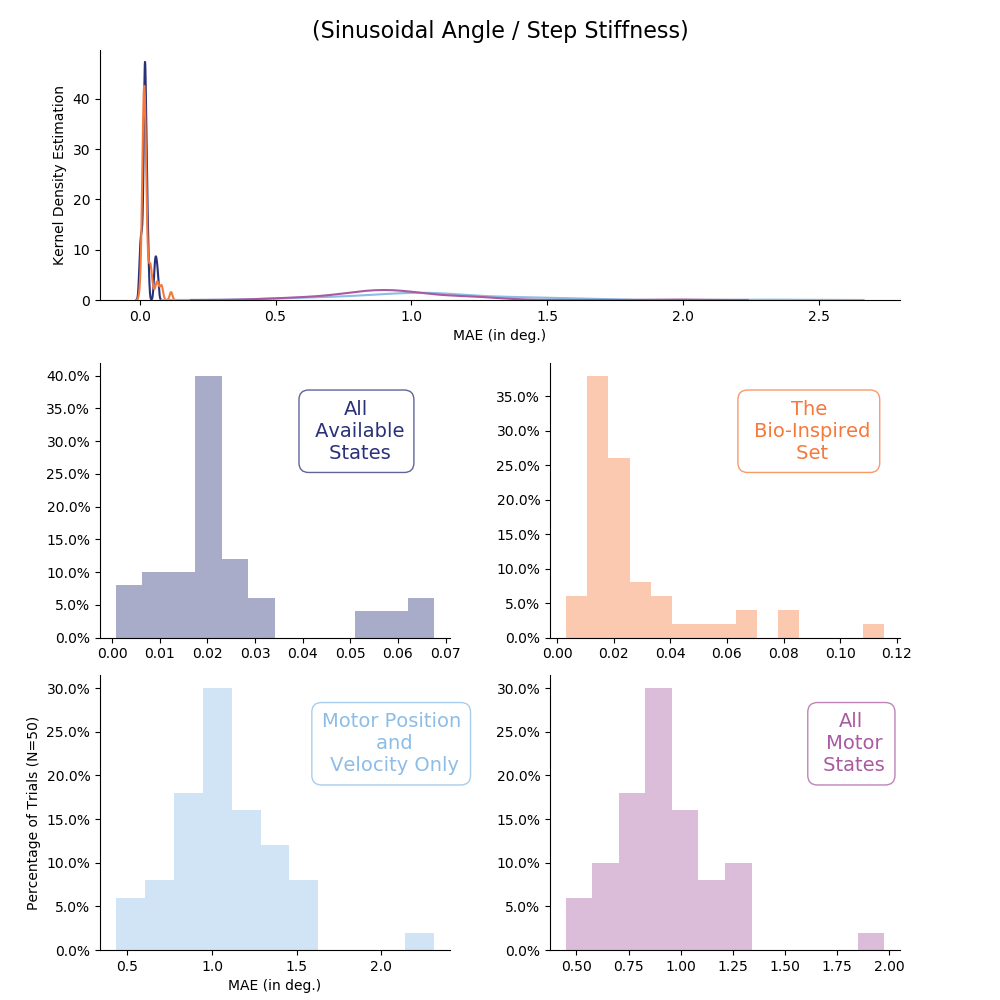 (Sinusoidal Angle / Step Stiffness)
Kernel Density Estimation
40
30
20
10
0
0.0 0.5 1.0 1.5 2.0 2.5
MAE (in deg.)
All
Available
States
40.0%
35.0%
30.0%
25.0%
20.0%
15.0%
10.0%
5.0%
0.0%
0.00 0.01 0.02 0.03 0.04 0.05 0.06 0.07
The
Bio-Inspired
Set
35.0%
30.0%
25.0%
20.0%
15.0%
10.0%
5.0%
0.0%
0.00 0.02 0.04 0.06 0.08 0.10 0.12
Motor Position
and
Velocity Only
Percentage of Trials (N=50)
30.0%
25.0%
20.0%
15.0%
10.0%
5.0%
0.0%
0.5 1.0 1.5 2.0
MAE (in deg.)
All
Motor
States
30.0%
25.0%
20.0%
15.0%
10.0%
5.0%
0.0%
0.50 0.75 1.00 1.25 1.50 1.75 2.00